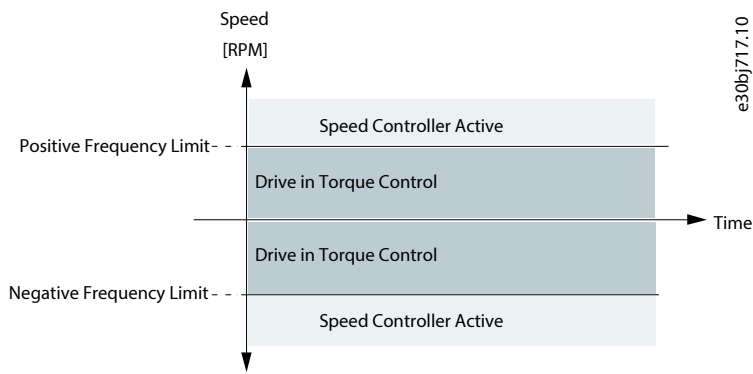 Speed
[RPM]
e30bj717.10
Speed Controller Active
Positive Frequency Limit
Drive in Torque Control
Time
Drive in Torque Control
Negative Frequency Limit
Speed Controller Active